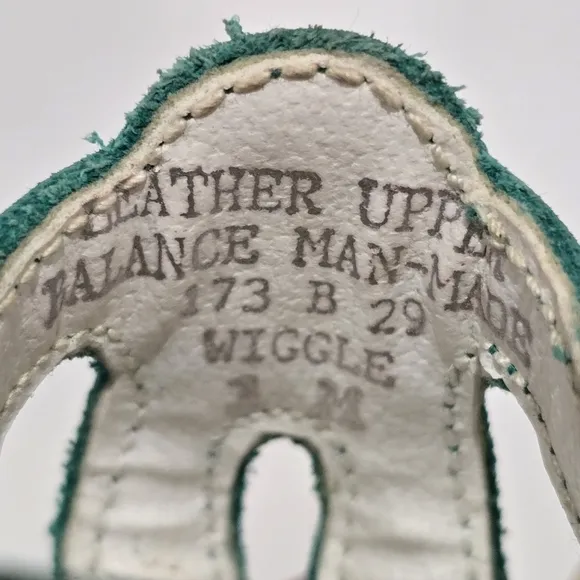 LEATHER UPPER
BALANCE MAN-MADE
173 B 29
WIGGLE
M